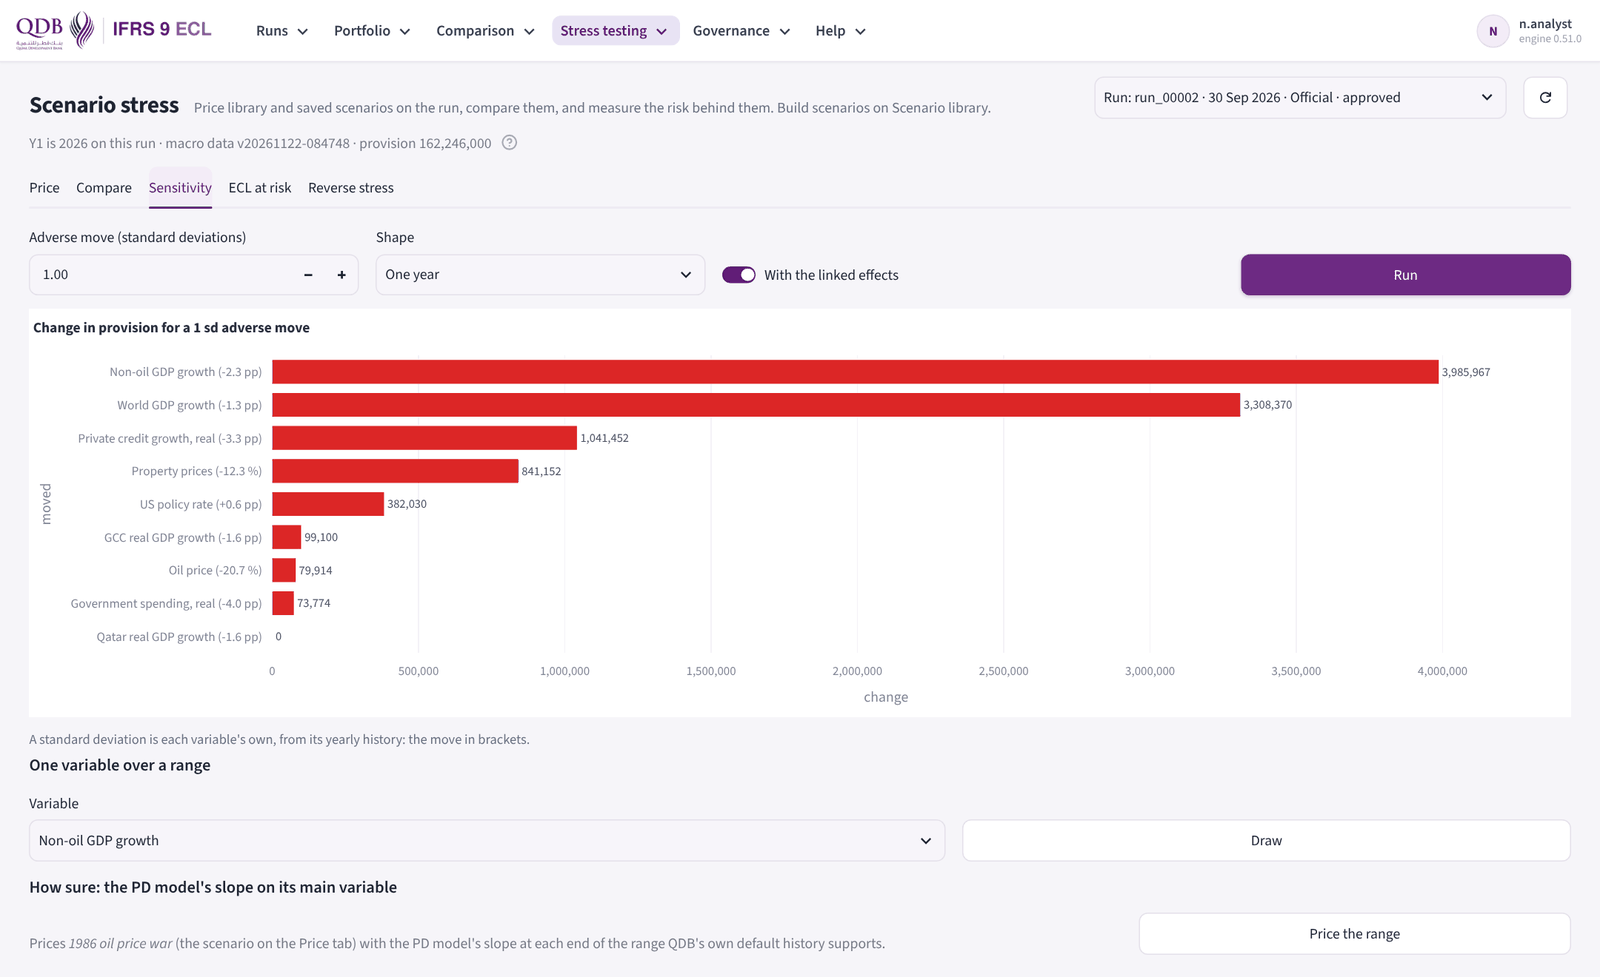 QDB
IFRS 9 ECL
Runs
Portfolio
Comparison
Stress testing
Governance
Help
N
n.analyst
engine 0.51.0
Scenario stress
Price library and saved scenarios on the run, compare them, and measure the risk behind them. Build scenarios on Scenario library.
Run: run_00002 · 30 Sep 2026 · Official · approved
Y1 is 2026 on this run · macro data v20261122-084748 · provision 162,246,000
?
Price
Compare
Sensitivity
ECL at risk
Reverse stress
Adverse move (standard deviations)
Shape
1.00
− +
One year
With the linked effects
Run
Change in provision for a 1 sd adverse move
Non-oil GDP growth (-2.3 pp) 3,985,967
World GDP growth (-1.3 pp) 3,308,370
Private credit growth, real (-3.3 pp) 1,041,452
Property prices (-12.3 %) 841,152
US policy rate (+0.6 pp) 382,030
GCC real GDP growth (-1.6 pp) 99,100
Oil price (-20.7 %) 79,914
Government spending, real (-4.0 pp) 73,774
Qatar real GDP growth (-1.6 pp) 0
moved
0 500,000 1,000,000 1,500,000 2,000,000 2,500,000 3,000,000 3,500,000 4,000,000
change
A standard deviation is each variable's own, from its yearly history: the move in brackets.
One variable over a range
Variable
Non-oil GDP growth
Draw
How sure: the PD model's slope on its main variable
Prices 1986 oil price war (the scenario on the Price tab) with the PD model's slope at each end of the range QDB's own default history supports.
Price the range